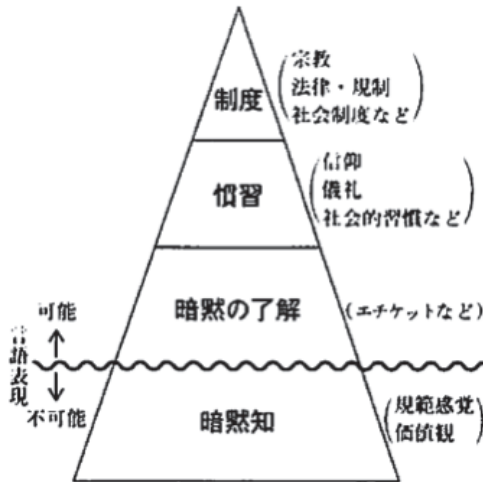 制度
宗教
法律・規制
社会制度など
慣習
信仰
儀礼
社会的習慣など
暗黙の了解
(エチケットなど)
言語表現
可能
不可能
暗黙知
規範感覚
価値観